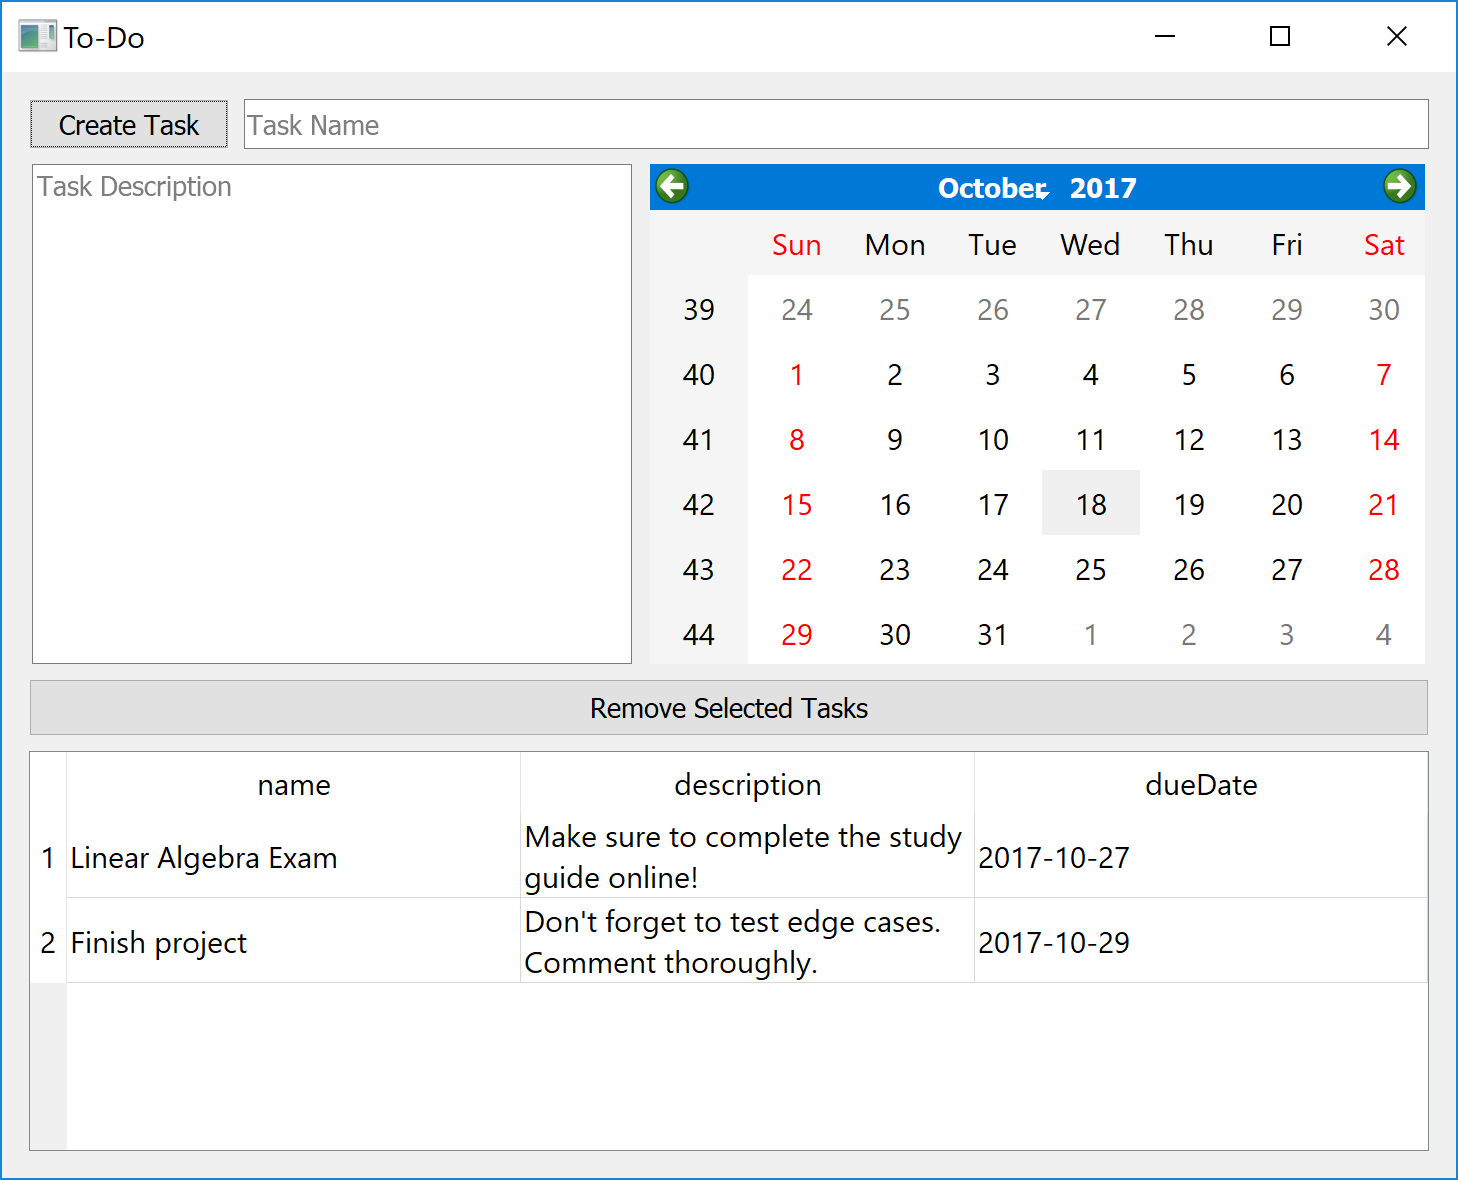 To-Do
Create Task
Task Name
Task Description
October 2017
Sun Mon Tue Wed Thu Fri Sat
39 24 25 26 27 28 29 30
40 1 2 3 4 5 6 7
41 8 9 10 11 12 13 14
42 15 16 17 18 19 20 21
43 22 23 24 25 26 27 28
44 29 30 31 1 2 3 4
Remove Selected Tasks
name description dueDate
1 Linear Algebra Exam
Make sure to complete the study
guide online!
2017-10-27
2 Finish project
Don't forget to test edge cases.
Comment thoroughly.
2017-10-29